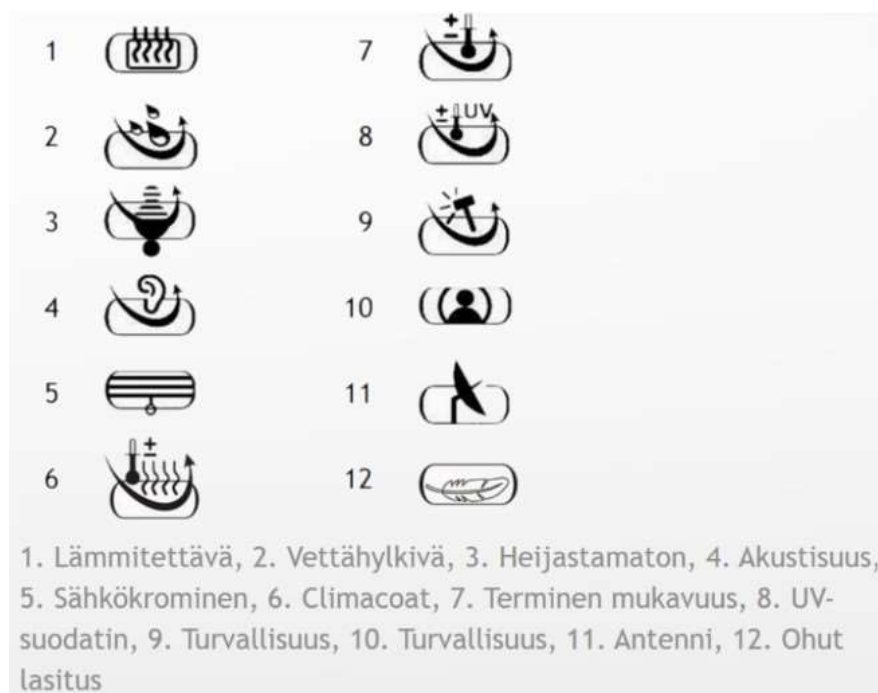 1 7
2 8
UV
3 9
4 10
5 11
6 12
1. Lämmitettävä, 2. Vettähylkivä, 3. Heijastamaton, 4. Akustisuus,
5. Sähkökrominen, 6. Climacoat, 7. Terminen mukavuus, 8. UV-
suodatin, 9. Turvallisuus, 10. Turvallisuus, 11. Antenni, 12. Ohut
lasitus